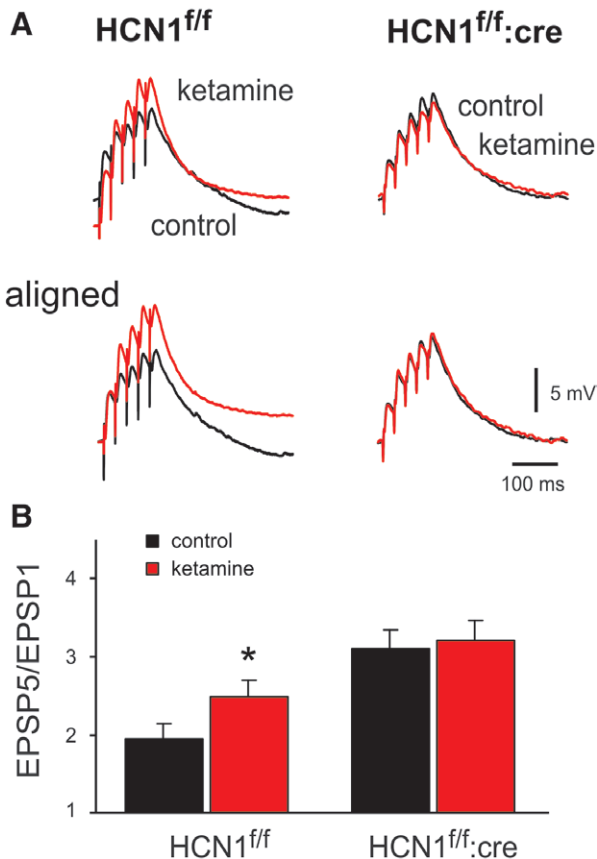 A
HCN1f/f
HCN1f/f:cre
ketamine
control
control
ketamine
aligned
5 mV
100 ms
B
control
ketamine
EPSP5/EPSP1
4
3
2
1
*
HCN1f/f
HCN1f/f:cre